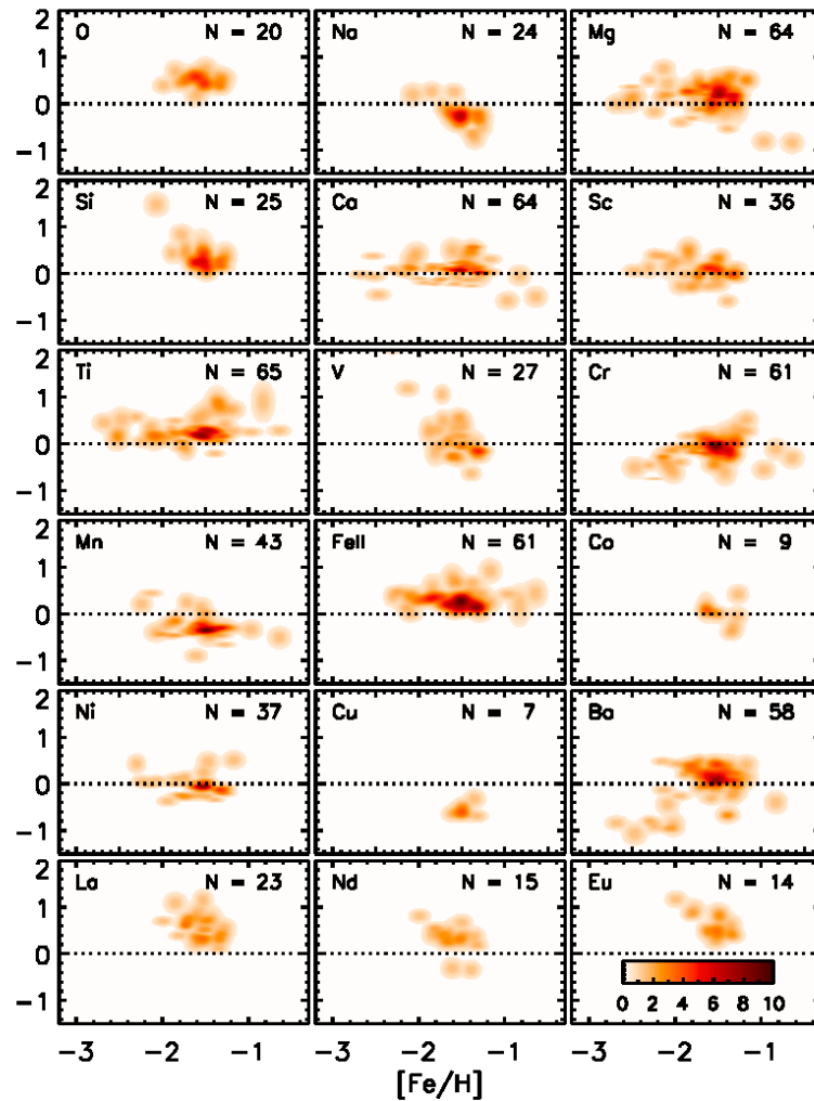 2 O N = 20 Na N = 24 Mg N = 64
1
0
−1
2 Si N = 25 Ca N = 64 Sc N = 36
1
0
−1
2 Ti N = 65 V N = 27 Cr N = 61
1
0
−1
2 Mn N = 43 FeII N = 61 Co N = 9
1
0
−1
2 Ni N = 37 Cu N = 7 Ba N = 58
1
0
−1
2 La N = 23 Nd N = 15 Eu N = 14
1
0
−1 0 2 4 6 8 10
−3 −2 −1 −3 −2 −1 −3 −2 −1
[Fe/H]